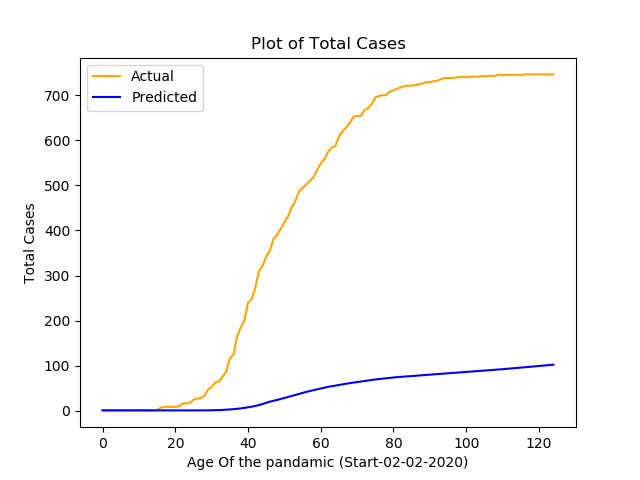 Plot of Total Cases
Actual
Predicted
700
600
500
400
300
200
100
0
Total Cases
0 20 40 60 80 100 120
Age Of the pandamic (Start-02-02-2020)